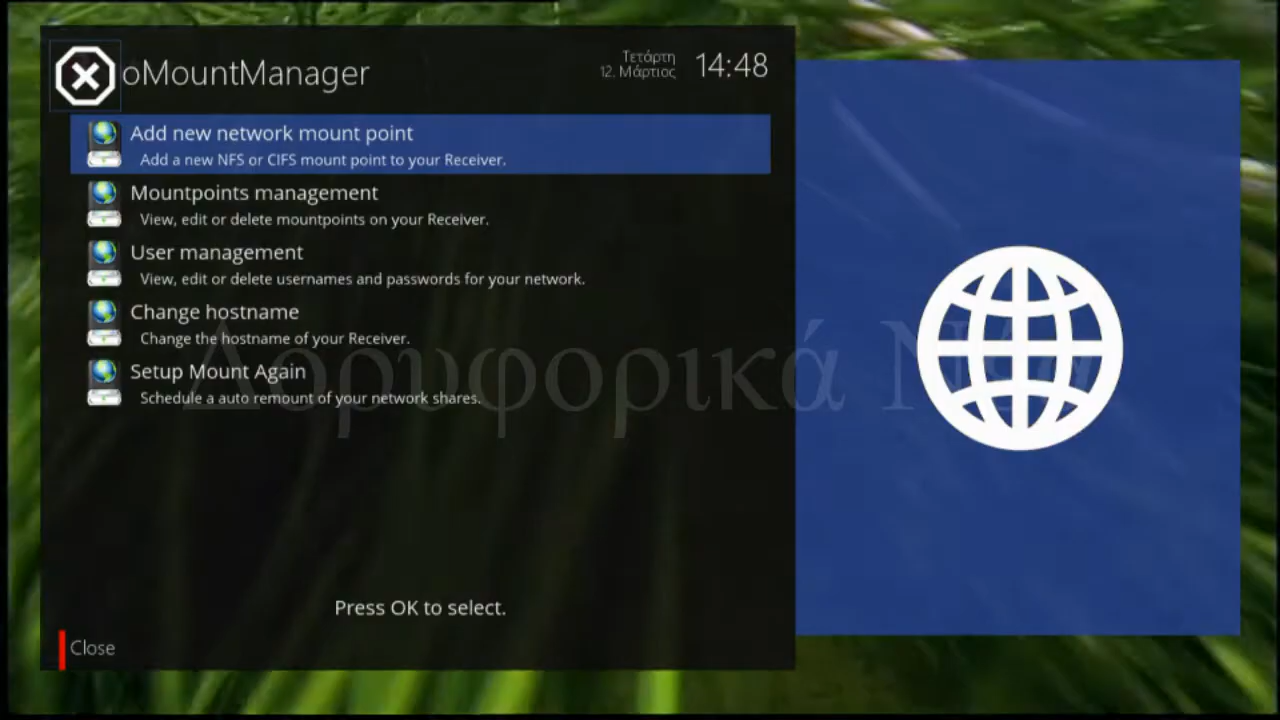 oMountManager
Τετάρτη
12. Μάρτιος
14:48
Add new network mount point
Add a new NFS or CIFS mount point to your Receiver.
Mountpoints management
View, edit or delete mountpoints on your Receiver.
User management
View, edit or delete usernames and passwords for your network.
Change hostname
Change the hostname of your Receiver.
Setup Mount Again
Schedule a auto remount of your network shares.
Δορυφορικά
Press OK to select.
Close